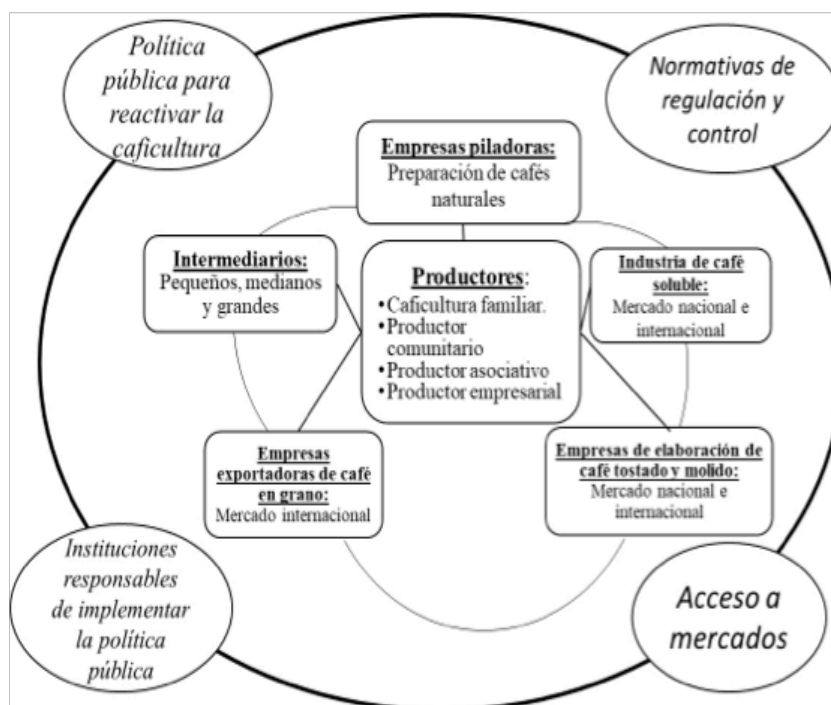 Política
pública para
reactivar la
caficultura
Normativas de
regulación y
control
Empresas piladoras:
Preparación de cafés
naturales
Intermediarios:
Pequeños, medianos
y grandes
Productores:
•Caficultura familiar.
•Productor
comunitario
•Productor asociativo
•Productor empresarial
Industria de café
soluble:
Mercado nacional e
internacional
Empresas
exportadoras de café
en grano:
Mercado internacional
Empresas de elaboración de
café tostado y molido:
Mercado nacional e
internacional
Instituciones
responsables
de implementar
la política
pública
Acceso a
mercados